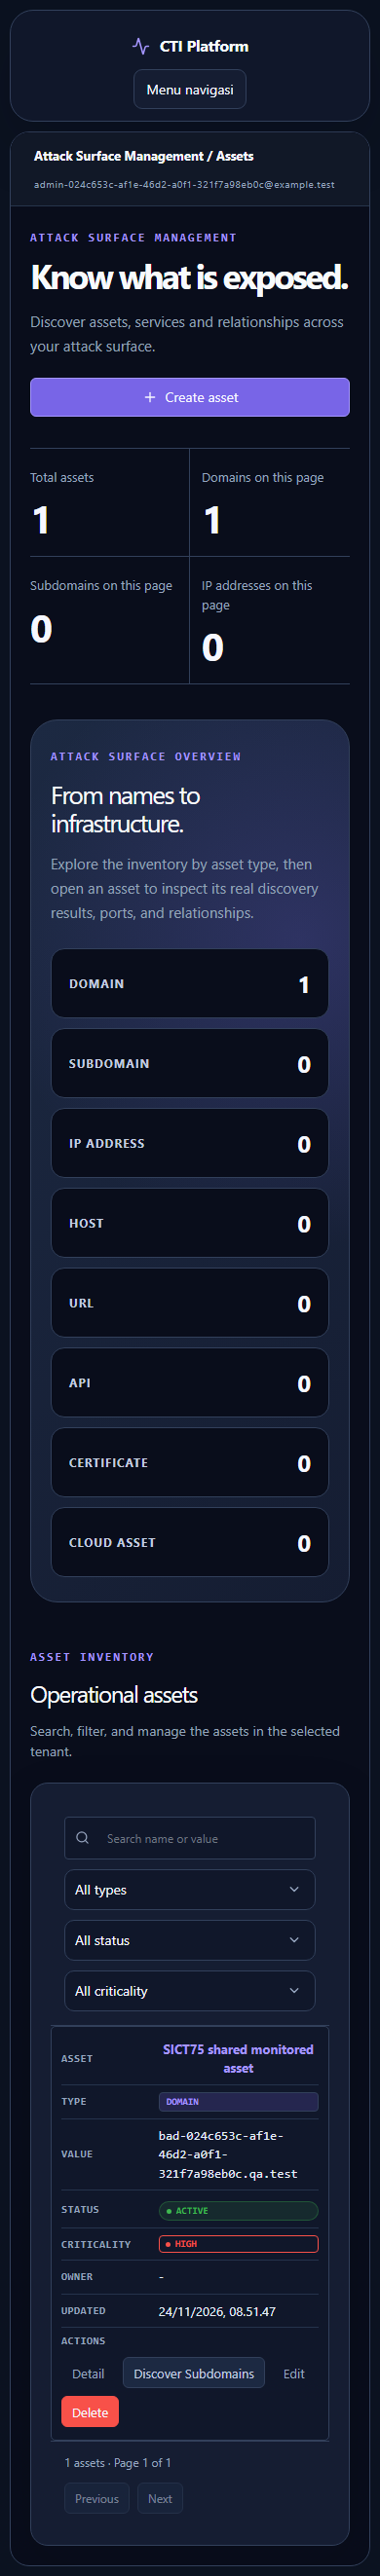 CTI Platform
Menu navigasi
Attack Surface Management / Assets
admin-024c653c-af1e-46d2-a0f1-321f7a98eb0c@example.test
ATTACK SURFACE MANAGEMENT
Know what is exposed.
Discover assets, services and relationships across
your attack surface.
+ Create asset
Total assets
1
Domains on this page
1
Subdomains on this page
0
IP addresses on this
page
0
ATTACK SURFACE OVERVIEW
From names to
infrastructure.
Explore the inventory by asset type, then
open an asset to inspect its real discovery
results, ports, and relationships.
DOMAIN 1
SUBDOMAIN 0
IP ADDRESS 0
HOST 0
URL 0
API 0
CERTIFICATE 0
CLOUD ASSET 0
ASSET INVENTORY
Operational assets
Search, filter, and manage the assets in the selected
tenant.
Search name or value
All types
All status
All criticality
ASSET SICT75 shared monitored
asset
TYPE DOMAIN
VALUE bad-024c653c-af1e-
46d2-a0f1-
321f7a98eb0c.qa.test
STATUS ACTIVE
CRITICALITY HIGH
OWNER -
UPDATED 24/11/2026, 08.51.47
ACTIONS
Detail Discover Subdomains Edit
Delete
1 assets · Page 1 of 1
Previous Next